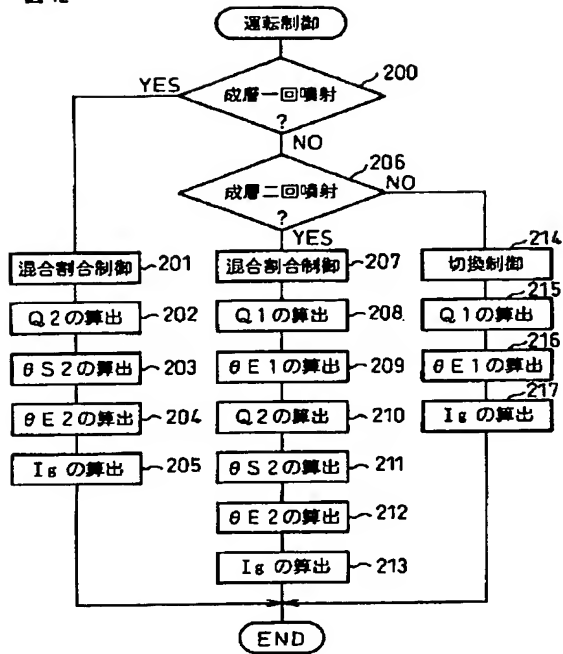 運転制御
200
YES
成層一回噴射
?
NO
206
成層二回噴射
NO
?
YES
214
混合割合制御
201
混合割合制御
207
切換制御
215
Q2の算出
202
Q1の算出
208
Q1の算出
216
θS2の算出
203
θE1の算出
209
θE1の算出
217
θE2の算出
204
Q2の算出
210
Igの算出
Igの算出
205
θS2の算出
211
θE2の算出
212
Igの算出
213
END